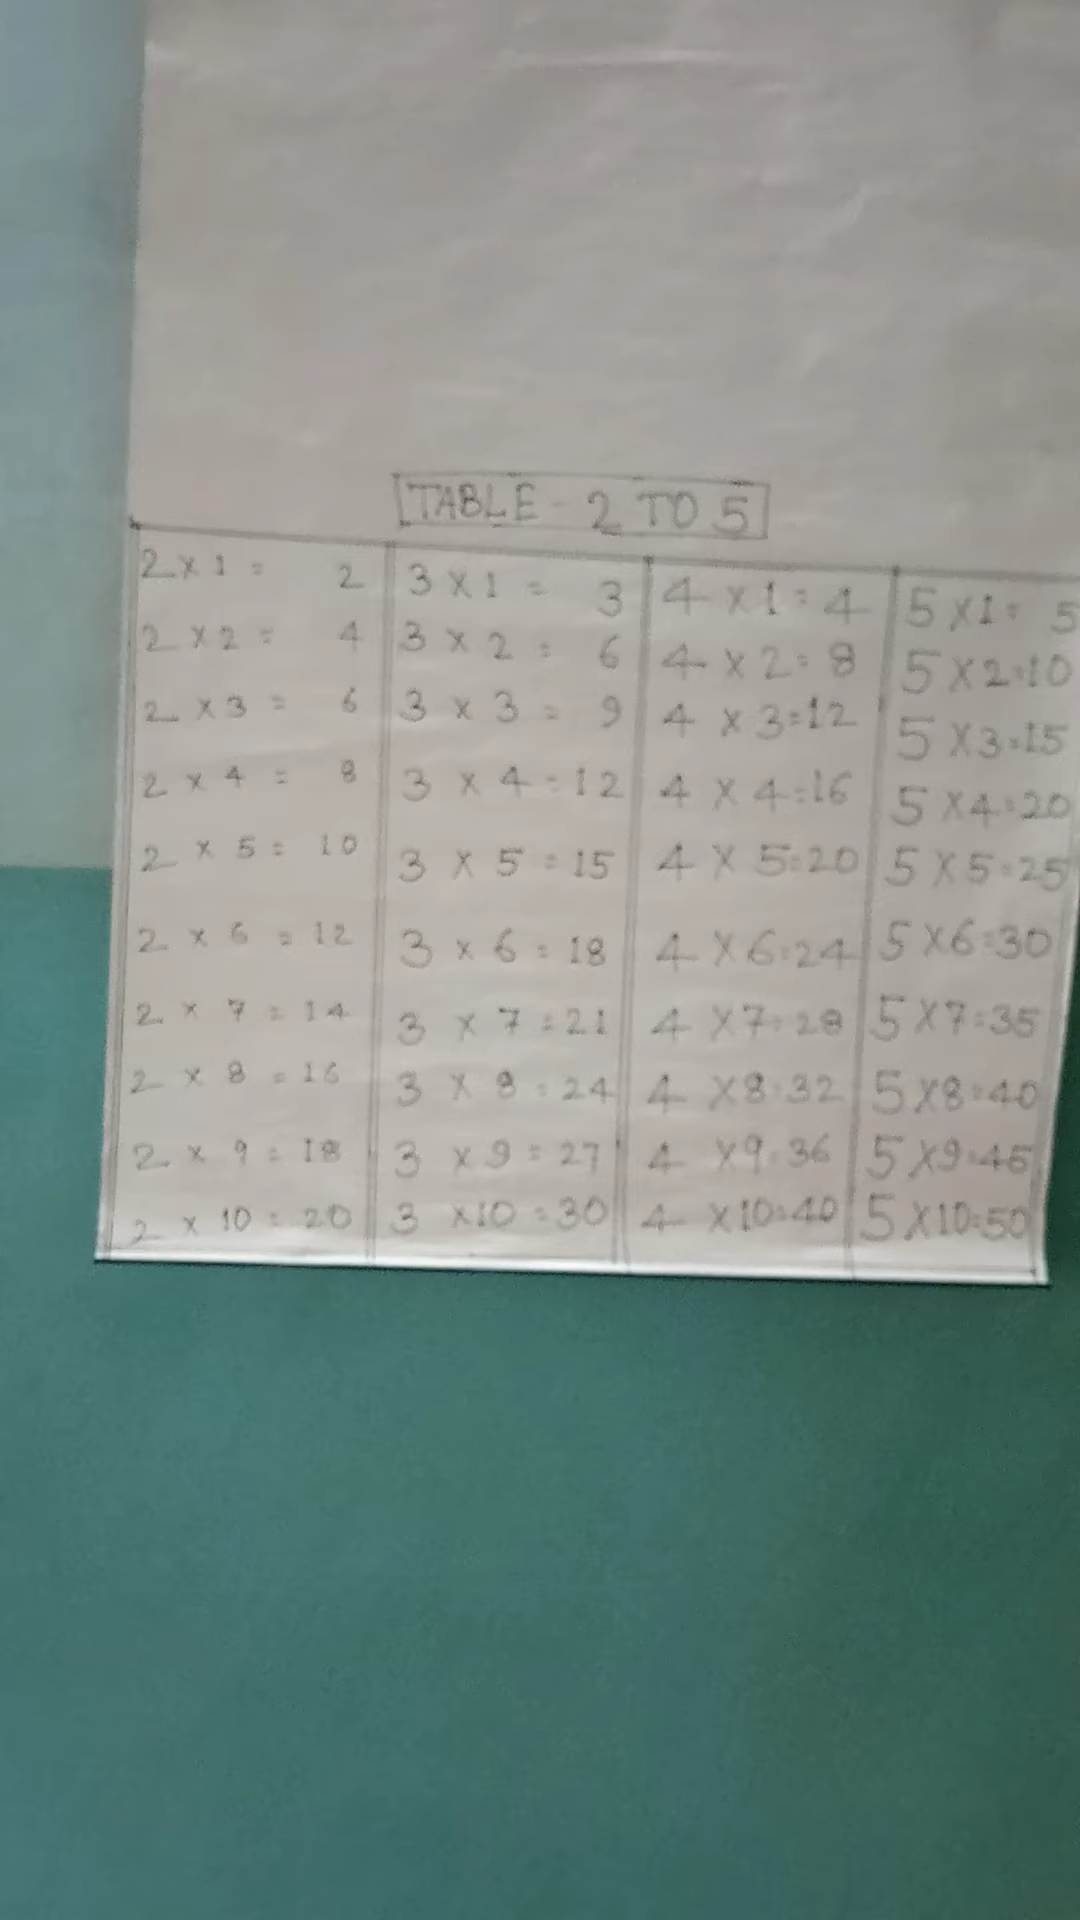 TABLE - 2 TO 5
2 x 1 = 2
2 x 2 = 4
2 x 3 = 6
2 x 4 = 8
2 x 5 = 10
2 x 6 = 12
2 x 7 = 14
2 x 8 = 16
2 x 9 = 18
2 x 10 = 20
3 x 1 = 3
3 x 2 = 6
3 x 3 = 9
3 x 4 = 12
3 x 5 = 15
3 x 6 = 18
3 x 7 = 21
3 x 8 = 24
3 x 9 = 27
3 x 10 = 30
4 x 1 = 4
4 x 2 = 8
4 x 3 = 12
4 x 4 = 16
4 x 5 = 20
4 x 6 = 24
4 x 7 = 28
4 x 8 = 32
4 x 9 = 36
4 x 10 = 40
5 x 1 = 5
5 x 2 = 10
5 x 3 = 15
5 x 4 = 20
5 x 5 = 25
5 x 6 = 30
5 x 7 = 35
5 x 8 = 40
5 x 9 = 45
5 x 10 = 50